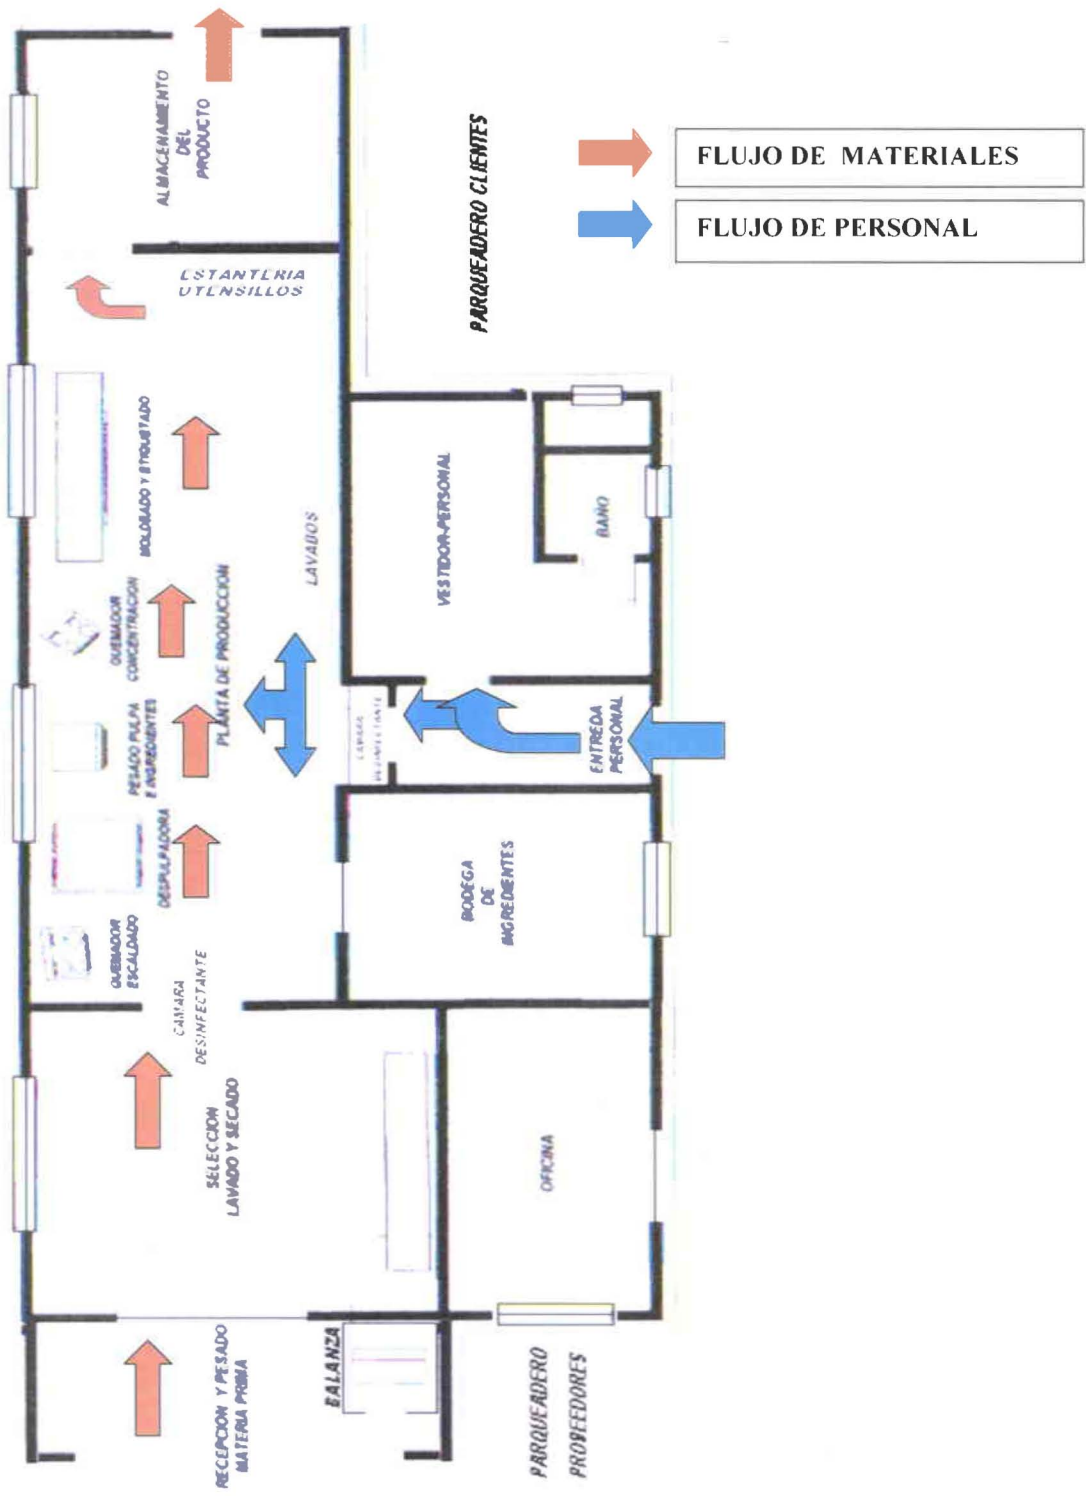 FLUJO DE MATERIALES
FLUJO DE PERSONAL
ALMACENAMIENTO
DEL
PRODUCTO
ESTANTERIA
UTENSILLOS
PARQUEADERO CLIENTES
MOLDEADO Y ETIQUETADO
LAVABOS
VESTIDOR-PERSONAL
BAÑO
QUEMADOR
CONCENTRACION
PLANTA DE PRODUCCION
PESADO PULPA
E INGREDIENTES
CAMARA
DESINFECTANTE
ENTREDA
PERSONAL
DESPULPADORA
BODEGA
DE
INGREDIENTES
QUEMADOR
ESCALDADO
CAMARA
DESINFECTANTE
SELECCION
LAVADO Y SECADO
OFICINA
RECEPCION Y PESADO
MATERIA PRIMA
BALANZA
PARQUEADERO
PROVEEDORES